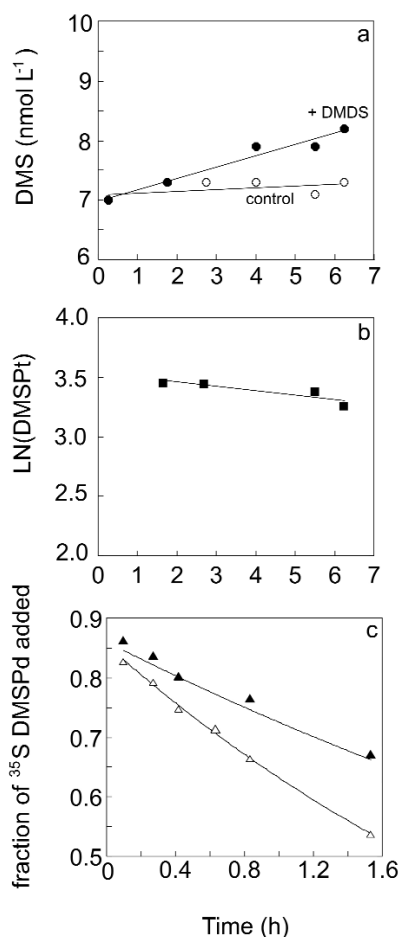 a
10
9
8
7
6
DMS (nmol L-1)
+ DMDS
control
0 1 2 3 4 5 6 7
b
4.0
3.5
3.0
2.5
2.0
LN(DMSPt)
0 1 2 3 4 5 6 7
c
0.9
0.8
0.7
0.6
0.5
fraction of 35S DMSPd added
0 0.4 0.8 1.2 1.6
Time (h)